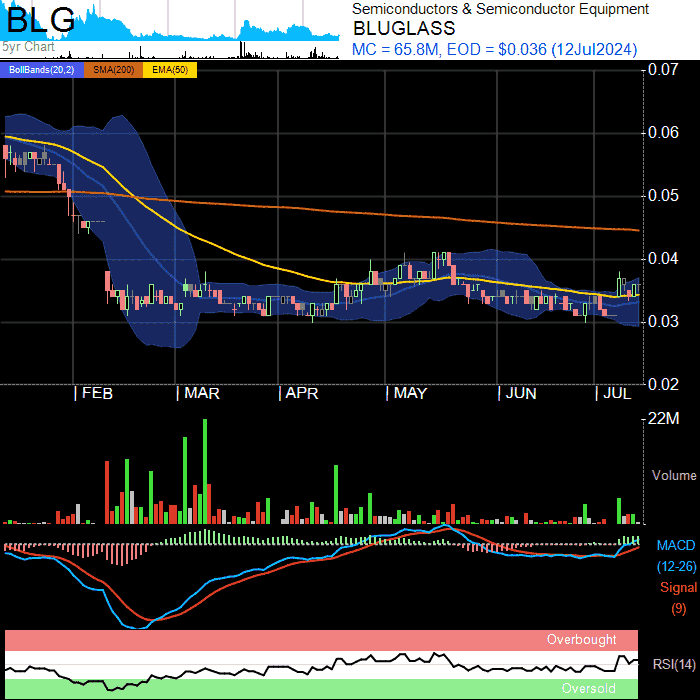 BLG
5yr Chart
Semiconductors & Semiconductor Equipment
BLUGLASS
MC = 65.8M, EOD = $0.036 (12Jul2024)
BollBands(20,2) SMA(200) EMA(50)
0.07
0.06
0.05
0.04
0.03
0.02
FEB MAR APR MAY JUN JUL
22M
Volume
MACD
(12-26)
Signal
(9)
Overbought
RSI(14)
Oversold